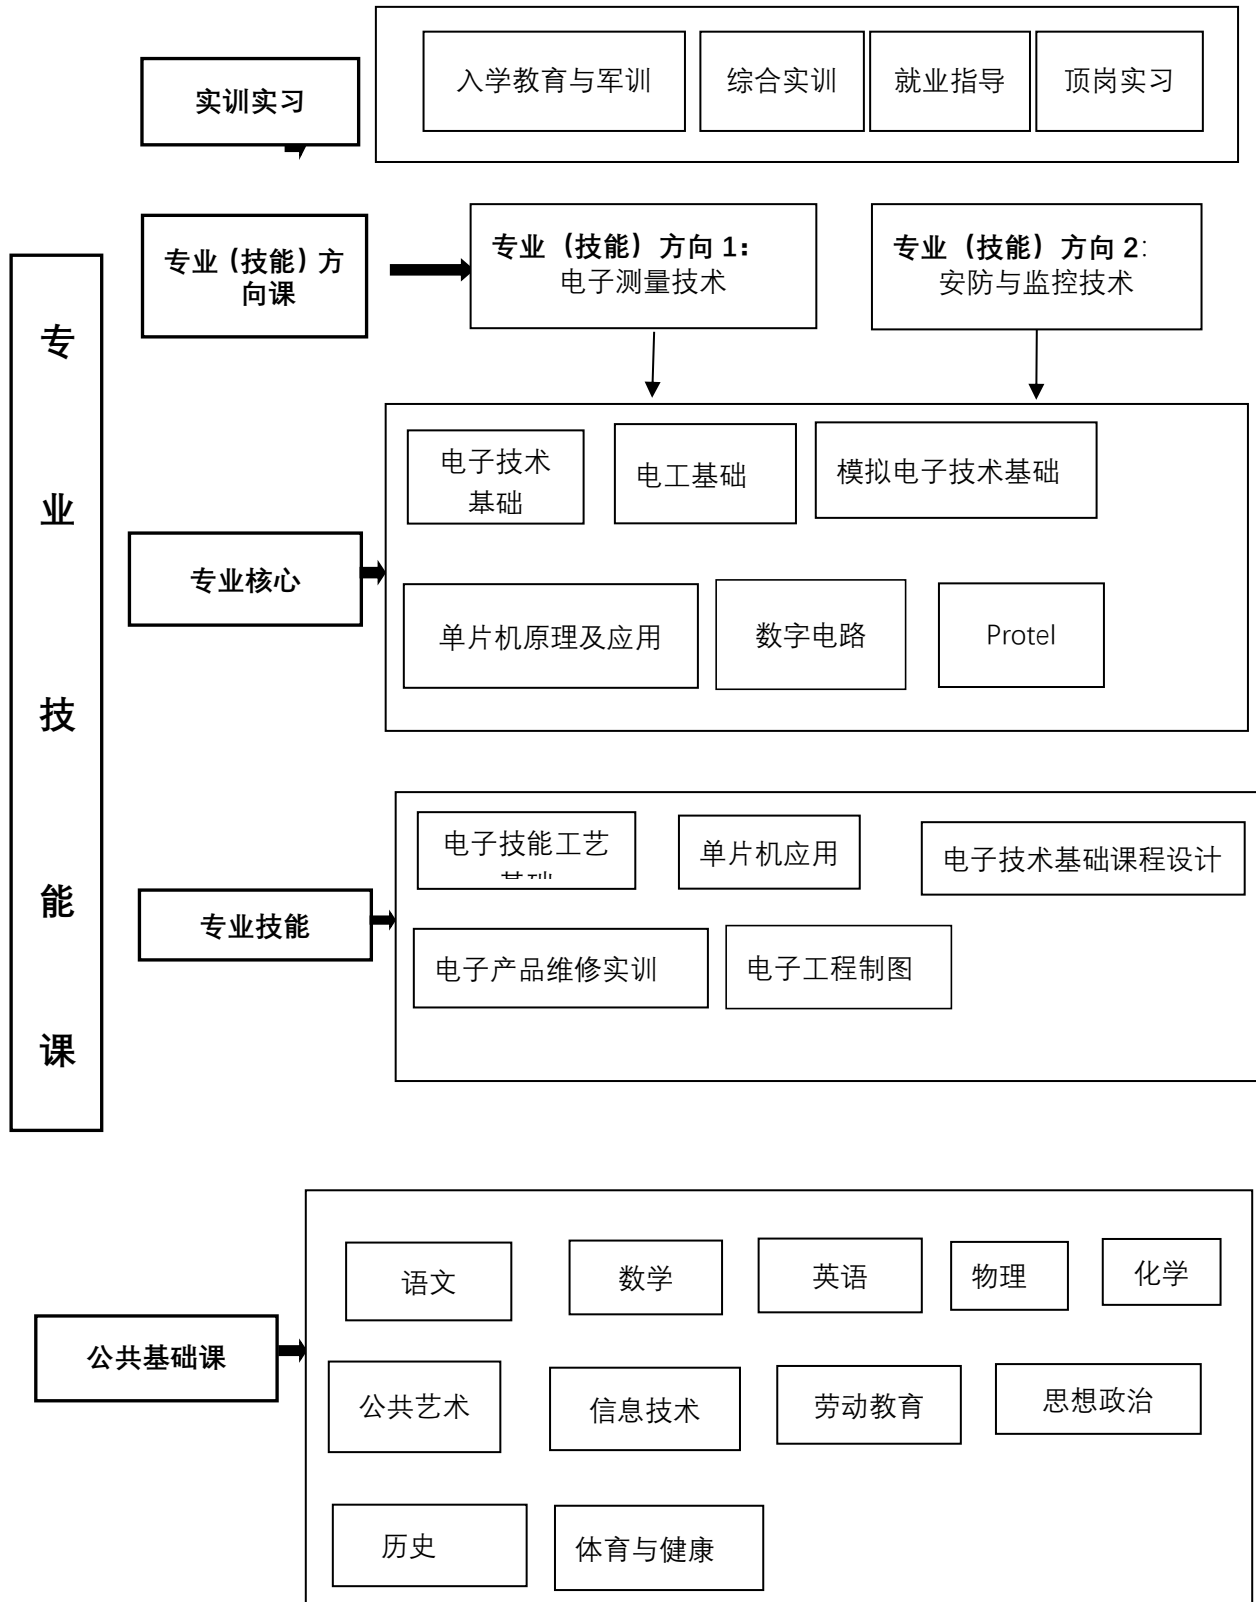 实训实习
入学教育与军训
综合实训
就业指导
顶岗实习
专业（技能）方
向课
专业（技能）方向 1：
电子测量技术
专业（技能）方向 2：
安防与监控技术
专
业
技
能
课
专业核心
电子技术
基础
电工基础
模拟电子技术基础
单片机原理及应用
数字电路
Protel
专业技能
电子技能工艺
基础
单片机应用
电子技术基础课程设计
电子产品维修实训
电子工程制图
公共基础课
语文
数学
英语
物理
化学
公共艺术
信息技术
劳动教育
思想政治
历史
体育与健康